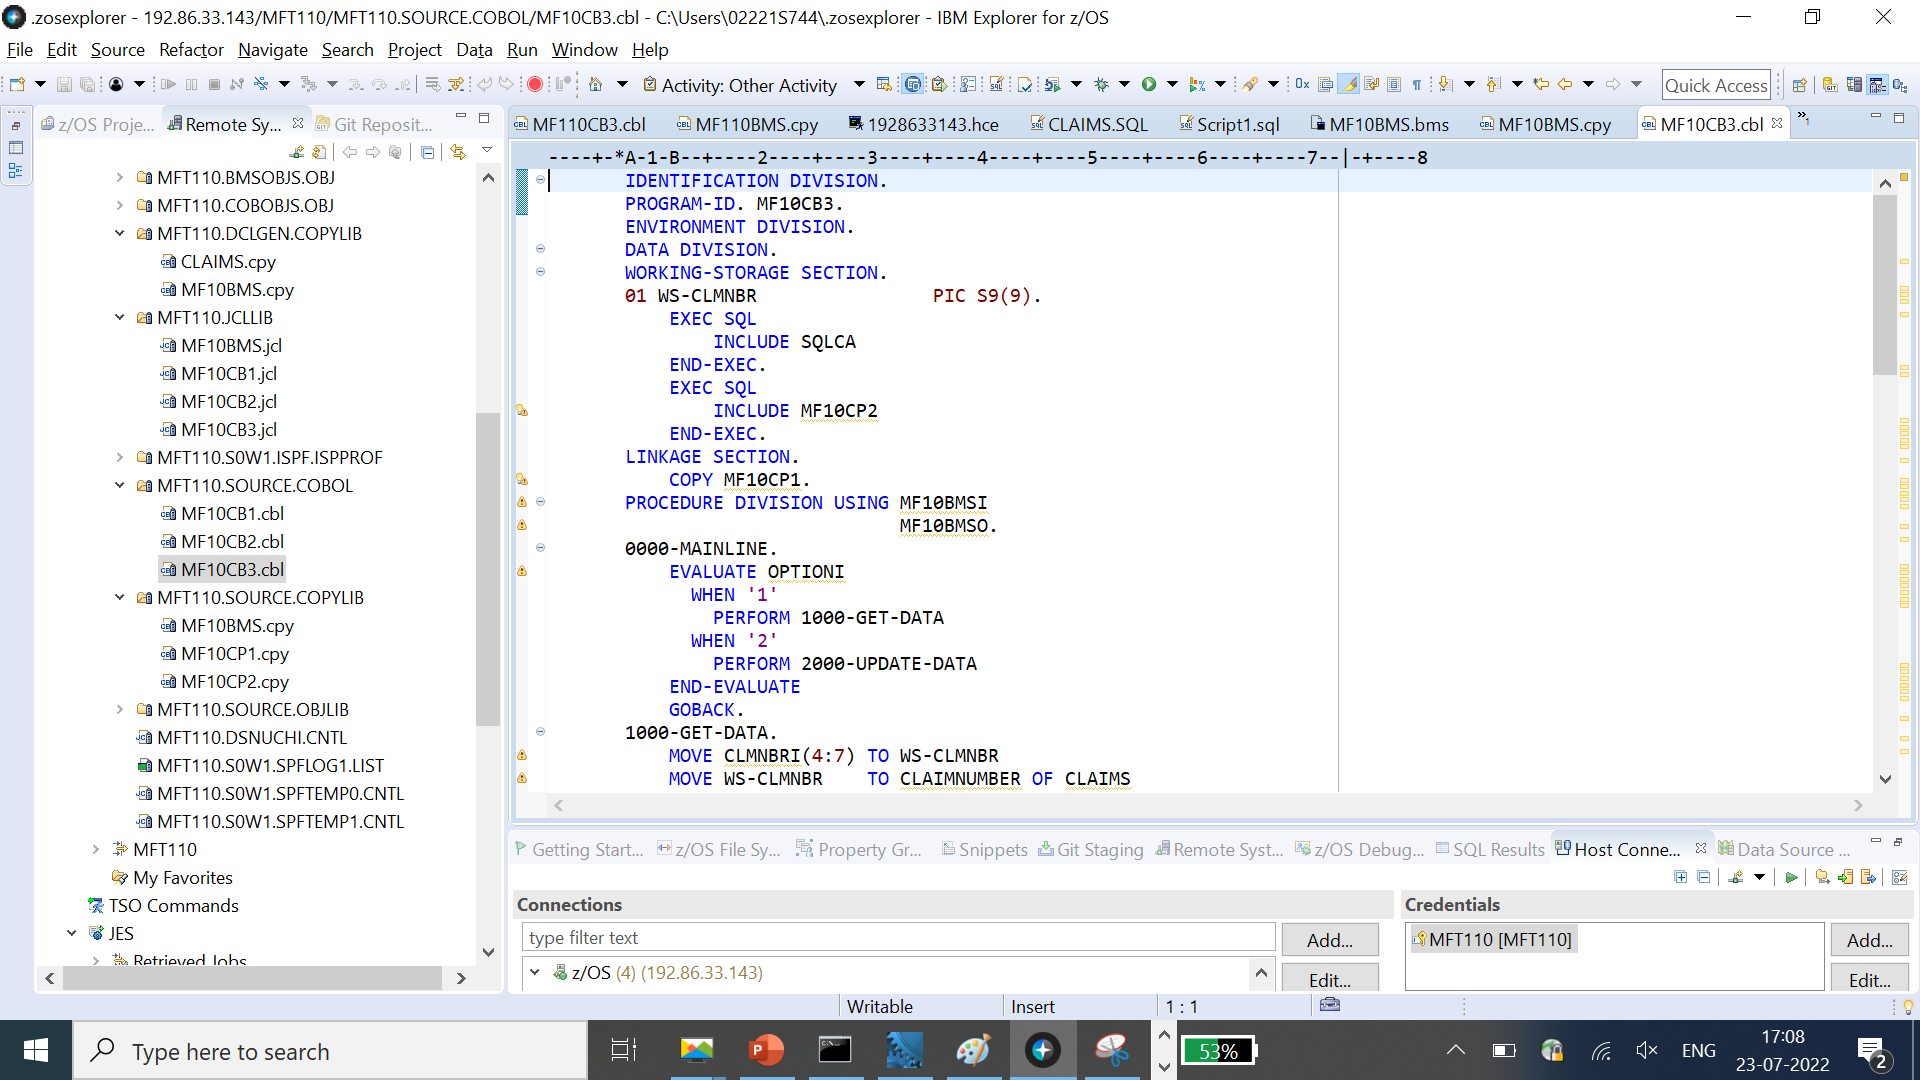 .zosexplorer - 192.86.33.143/MFT110/MFT110.SOURCE.COBOL/MF10CB3.cbl - C:\Users\02221S744\.zosexplorer - IBM Explorer for z/OS
File Edit Source Refactor Navigate Search Project Data Run Window Help
Activity: Other Activity
Quick Access
z/OS Proje...
Remote Sy...
Git Reposit...
MFT110.BMSOBJS.OBJ
MFT110.COBOBJS.OBJ
MFT110.DCLGEN.COPYLIB
CLAIMS.cpy
MF10BMS.cpy
MFT110.JCLLIB
MF10BMS.jcl
MF10CB1.jcl
MF10CB2.jcl
MF10CB3.jcl
MFT110.S0W1.ISPF.ISPPROF
MFT110.SOURCE.COBOL
MF10CB1.cbl
MF10CB2.cbl
MF10CB3.cbl
MFT110.SOURCE.COPYLIB
MF10BMS.cpy
MF10CP1.cpy
MF10CP2.cpy
MFT110.SOURCE.OBJLIB
MFT110.DSNUCHI.CNTL
MFT110.S0W1.SPFLOG1.LIST
MFT110.S0W1.SPFTEMP0.CNTL
MFT110.S0W1.SPFTEMP1.CNTL
MFT110
My Favorites
TSO Commands
JES
Retrieved Jobs
MF110CB3.cbl MF110BMS.cpy 1928633143.hce CLAIMS.SQL Script1.sql MF10BMS.bms MF10BMS.cpy MF10CB3.cbl
----+-*A-1-B--+----2----+----3----+----4----+----5----+----6----+----7--|-+----8
IDENTIFICATION DIVISION.
PROGRAM-ID. MF10CB3.
ENVIRONMENT DIVISION.
DATA DIVISION.
WORKING-STORAGE SECTION.
01 WS-CLMNBR PIC S9(9).
EXEC SQL
INCLUDE SQLCA
END-EXEC.
EXEC SQL
INCLUDE MF10CP2
END-EXEC.
LINKAGE SECTION.
COPY MF10CP1.
PROCEDURE DIVISION USING MF10BMSI
MF10BMSO.
0000-MAINLINE.
EVALUATE OPTIONI
WHEN '1'
PERFORM 1000-GET-DATA
WHEN '2'
PERFORM 2000-UPDATE-DATA
END-EVALUATE
GOBACK.
1000-GET-DATA.
MOVE CLMNBRI(4:7) TO WS-CLMNBR
MOVE WS-CLMNBR TO CLAIMNUMBER OF CLAIMS
Getting Start... z/OS File Sy... Property Gr... Snippets Git Staging Remote Syst... z/OS Debug... SQL Results Host Conne... Data Source ...
Connections
type filter text
Add...
z/OS (4) (192.86.33.143)
Edit...
Credentials
MFT110 [MFT110]
Add...
Edit...
Writable Insert 1 : 1
Type here to search
53%
ENG
17:08
23-07-2022
2